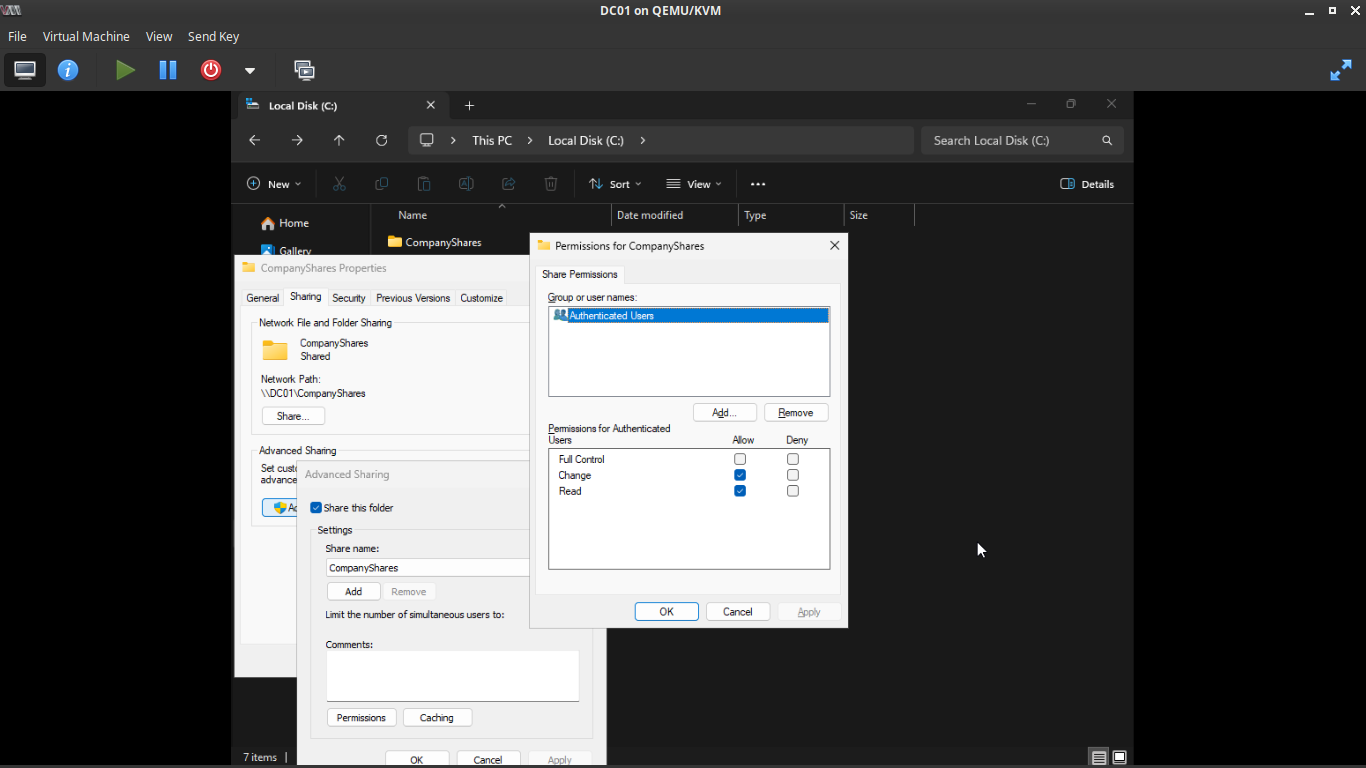 DC01 on QEMU/KVM
File Virtual Machine View Send Key
Local Disk (C:)
This PC Local Disk (C:) Search Local Disk (C:)
New Sort View Details
Name Date modified Type Size
Home
Gallery
CompanyShares
CompanyShares Properties
General Sharing Security Previous Versions Customize
Network File and Folder Sharing
CompanyShares
Shared
Network Path:
\\DC01\CompanyShares
Share...
Advanced Sharing
Advanced Sharing
Share this folder
Settings
Share name:
CompanyShares
Add Remove
Limit the number of simultaneous users to:
Comments:
Permissions Caching
OK Cancel Apply
Permissions for CompanyShares
Share Permissions
Group or user names:
Authenticated Users
Add... Remove
Permissions for Authenticated
Users Allow Deny
Full Control
Change
Read
OK Cancel Apply
7 items